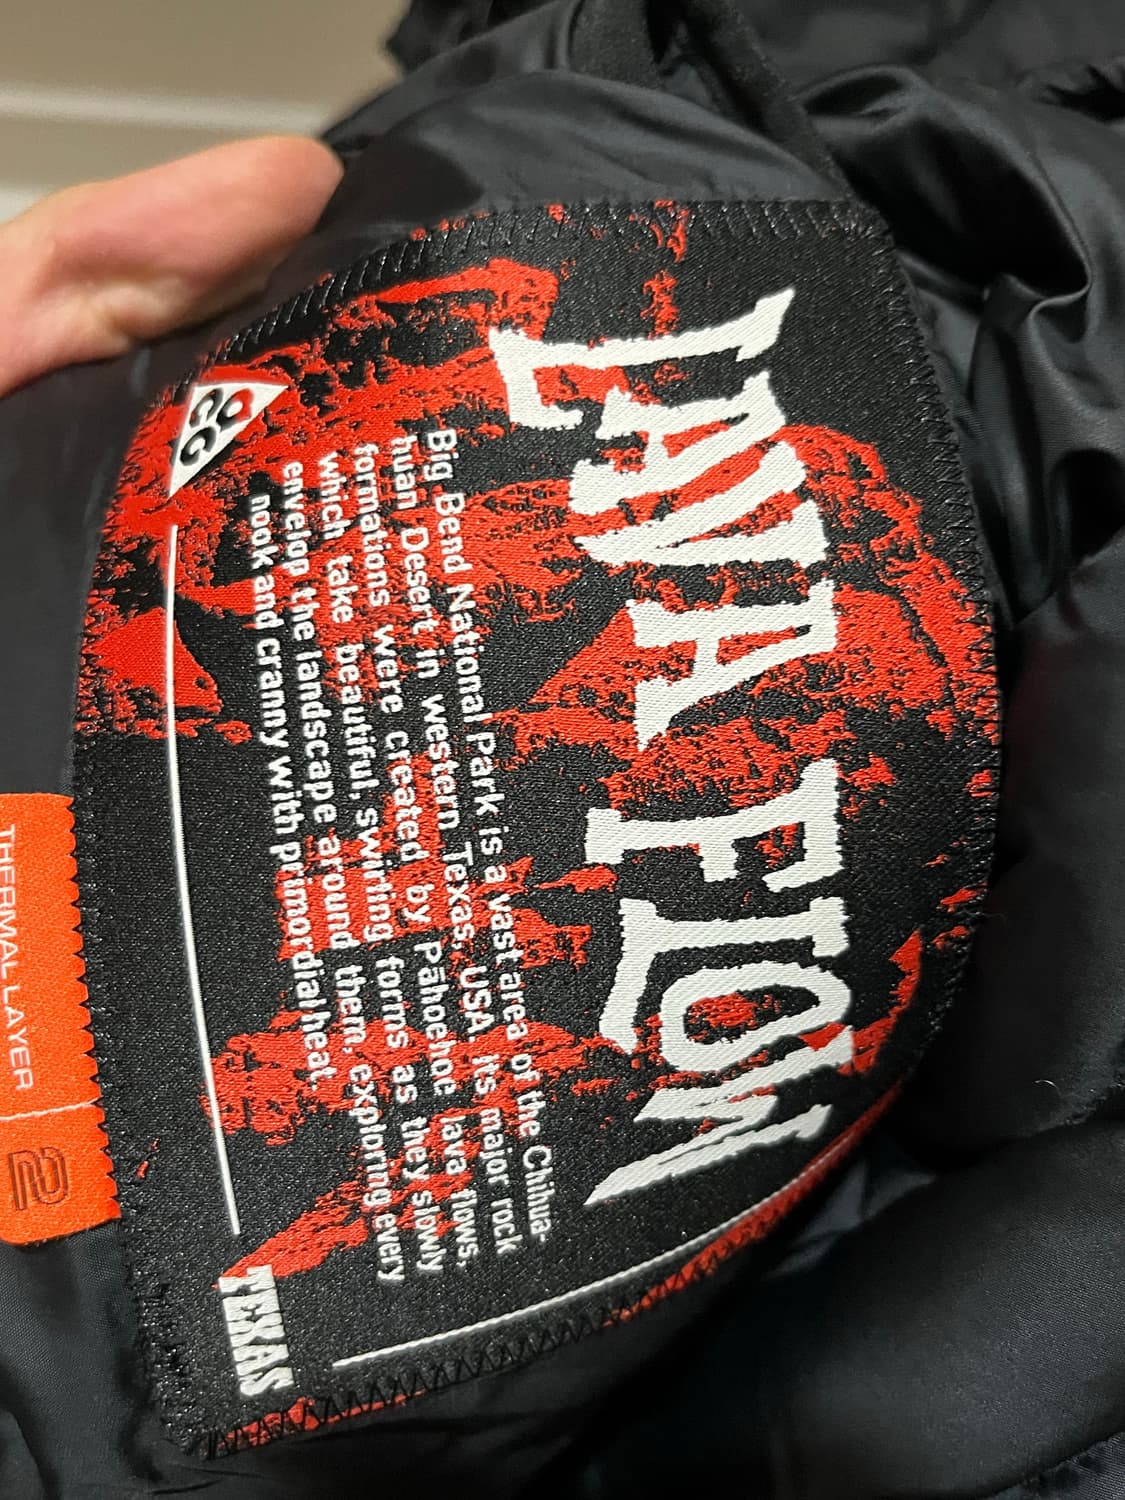 LAVA FLOW
Big Bend National Park is a vast area of the Chihua-
huan Desert in western Texas, USA. Its major rock
formations were created by Pāhoehoe lava flows,
which take beautiful, swirling forms as they slowly
envelop the landscape around them, exploring every
nook and cranny with primordial heat.
ACG
TEXAS
THERMAL LAYER
2